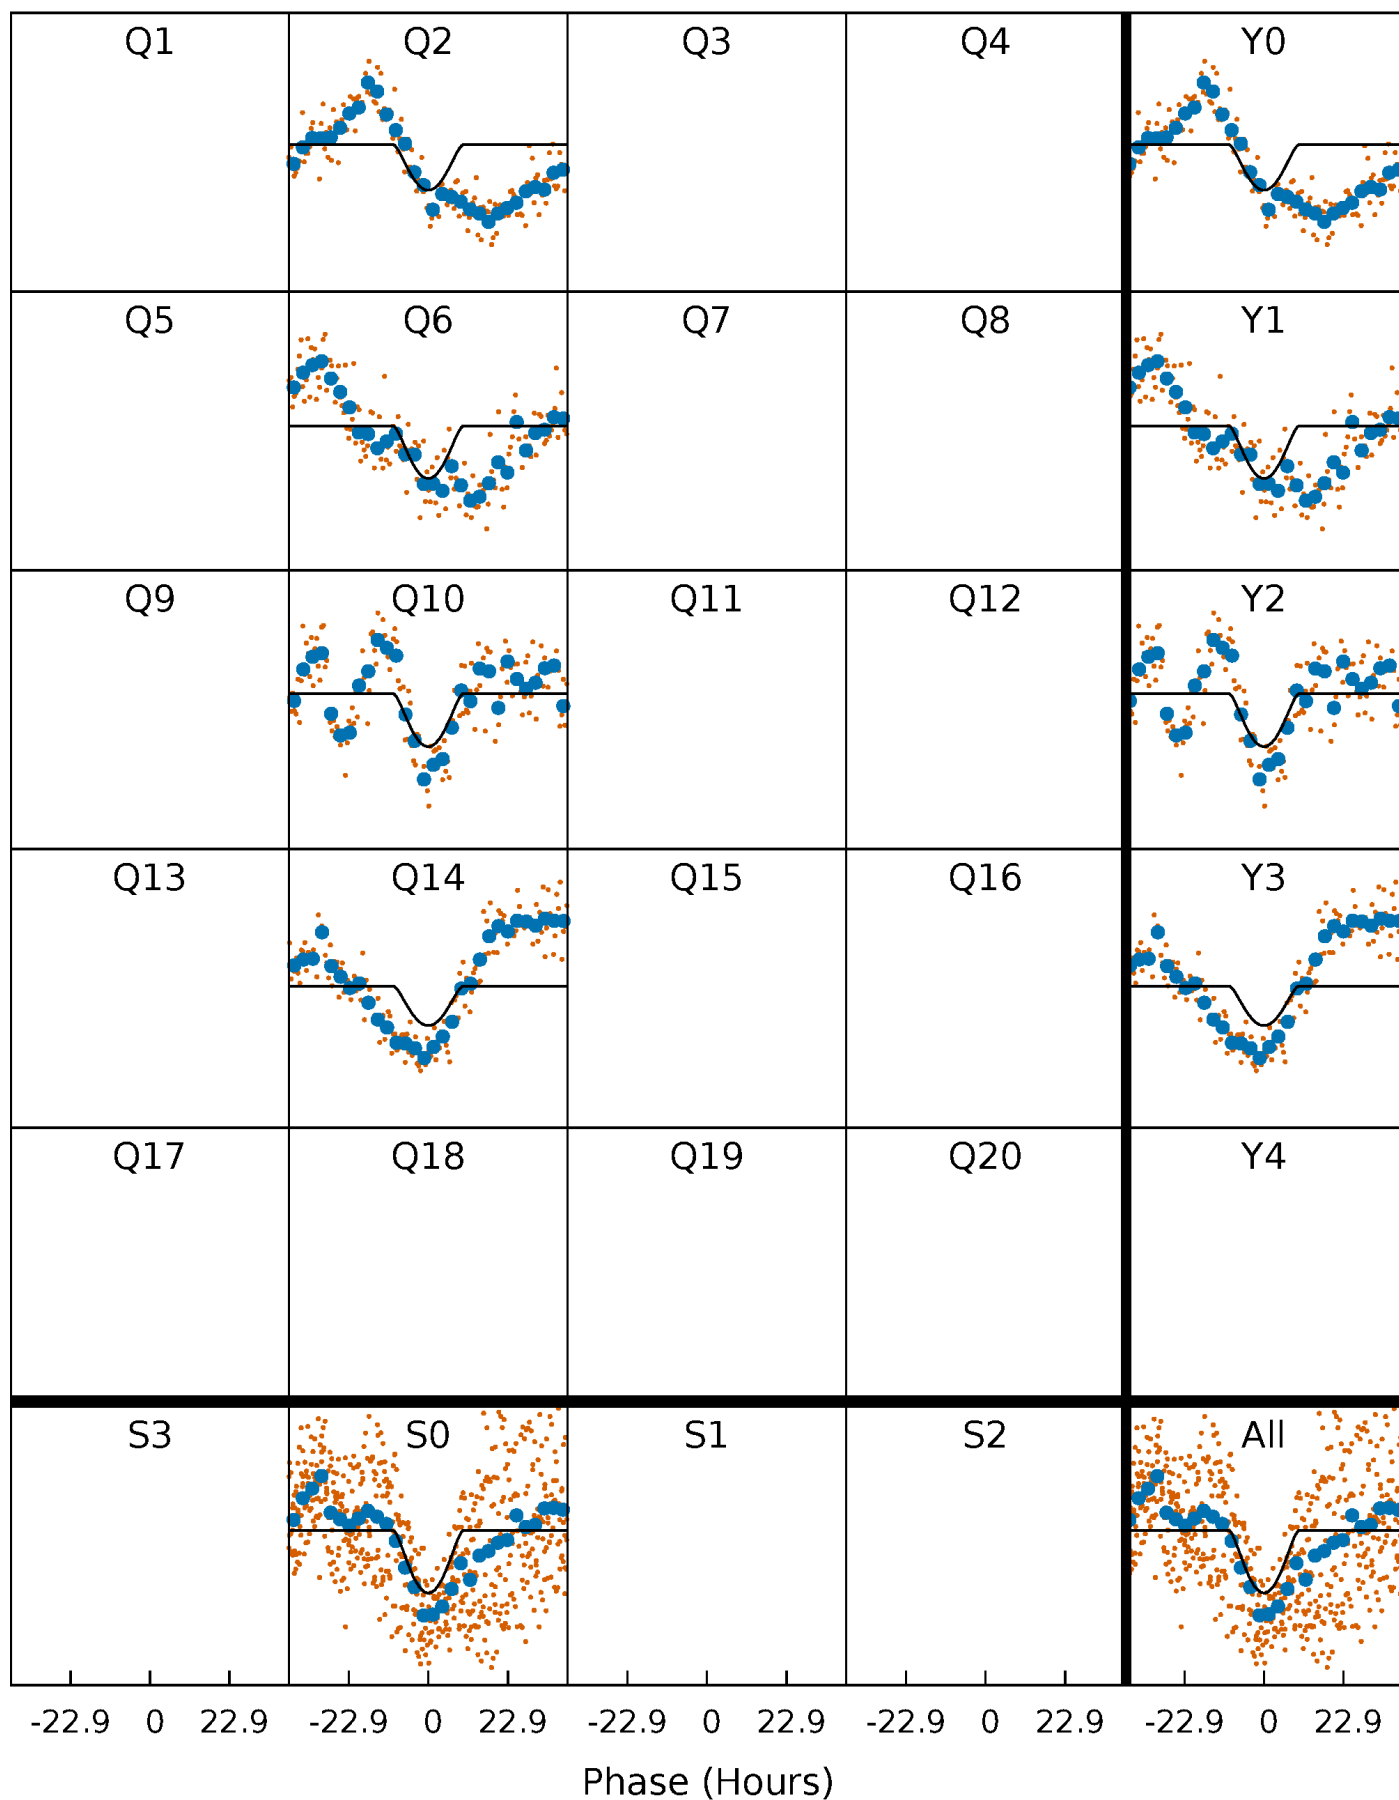 Q1 Q2 Q3 Q4 Y0
Q5 Q6 Q7 Q8 Y1
Q9 Q10 Q11 Q12 Y2
Q13 Q14 Q15 Q16 Y3
Q17 Q18 Q19 Q20 Y4
S3 S0 S1 S2 All
-22.9 0 22.9 -22.9 0 22.9 -22.9 0 22.9 -22.9 0 22.9 -22.9 0 22.9
Phase (Hours)